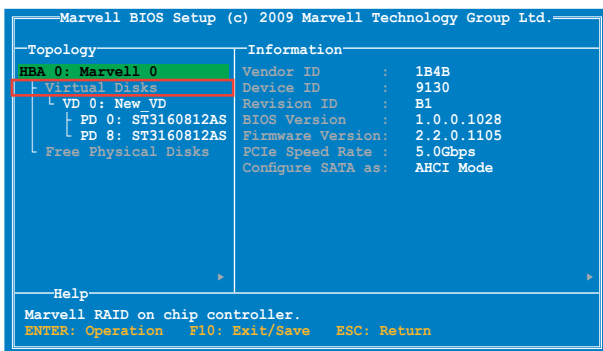 Marvell BIOS Setup (c) 2009 Marvell Technology Group Ltd.
Topology
HBA 0: Marvell 0
Virtual Disks
VD 0: New_VD
PD 0: ST3160812AS
PD 8: ST3160812AS
Free Physical Disks
Information
Vendor ID : 1B4B
Device ID : 9130
Revision ID : B1
BIOS Version : 1.0.0.1028
Firmware Version: 2.2.0.1105
PCIe Speed Rate : 5.0Gbps
Configure SATA as: AHCI Mode
Help
Marvell RAID on chip controller.
ENTER: Operation F10: Exit/Save ESC: Return